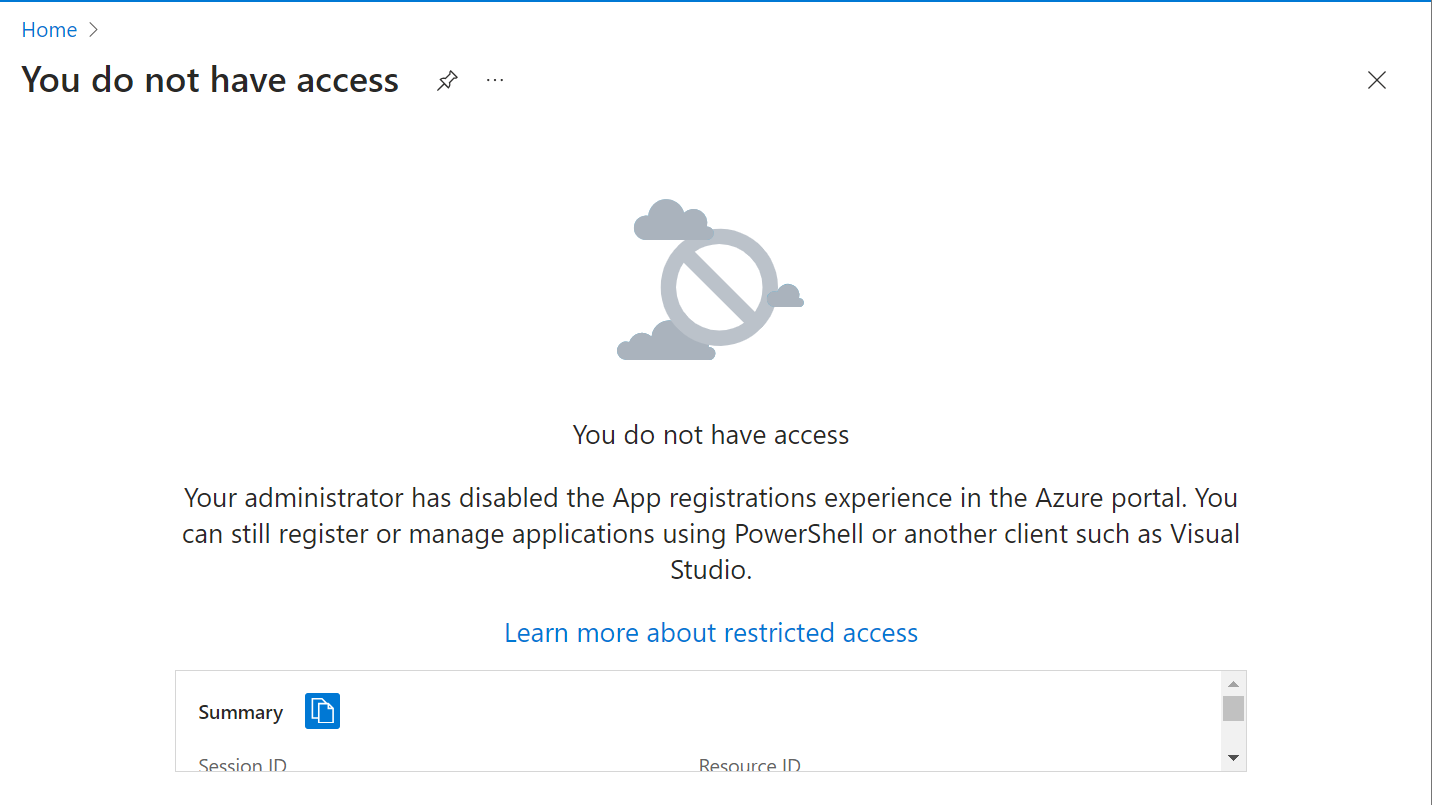 Home
You do not have access
You do not have access
Your administrator has disabled the App registrations experience in the Azure portal. You
can still register or manage applications using PowerShell or another client such as Visual
Studio.
Learn more about restricted access
Summary
Session ID Resource ID